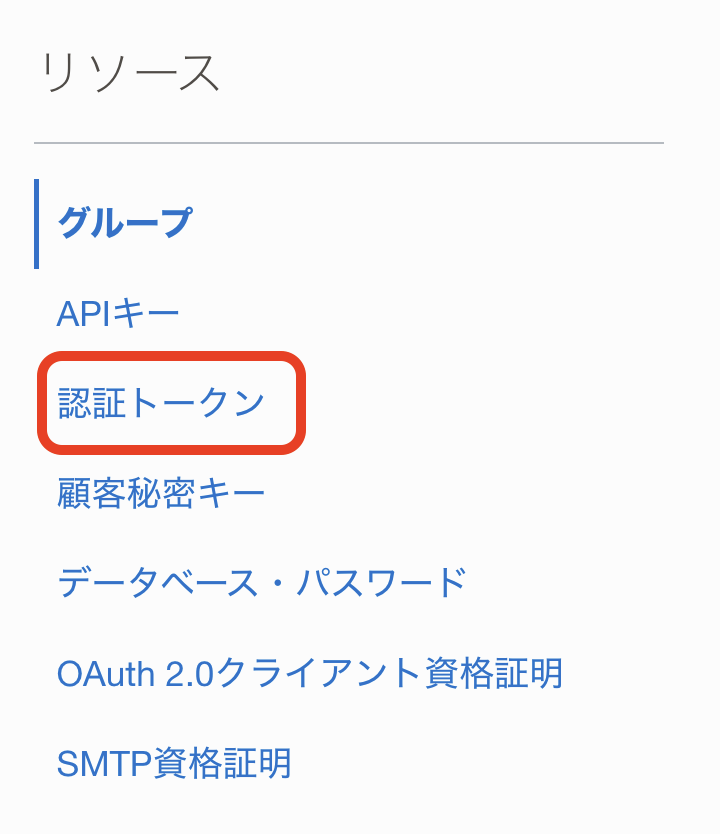 リソース
グループ
APIキー
認証トークン
顧客秘密キー
データベース・パスワード
OAuth 2.0クライアント資格証明
SMTP資格証明